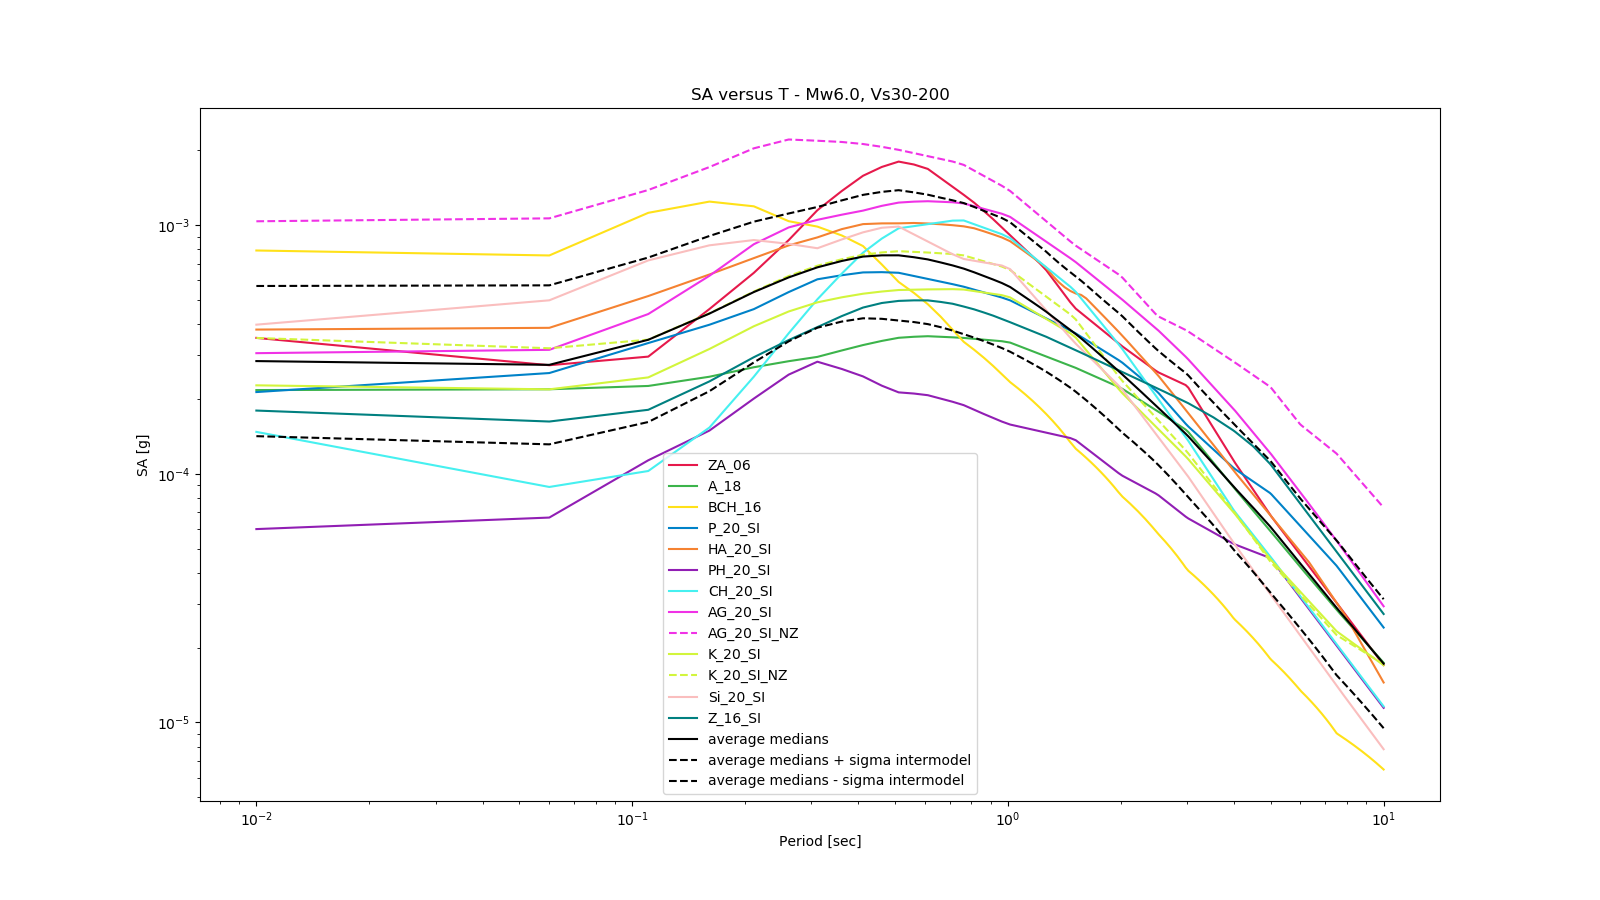 SA versus T - Mw6.0, Vs30-200
SA [g]
10⁻³
10⁻⁴
10⁻⁵
ZA_06
A_18
BCH_16
P_20_SI
HA_20_SI
PH_20_SI
CH_20_SI
AG_20_SI
AG_20_SI_NZ
K_20_SI
K_20_SI_NZ
Si_20_SI
Z_16_SI
average medians
average medians + sigma intermodel
average medians - sigma intermodel
10⁻² 10⁻¹ 10⁰ 10¹
Period [sec]